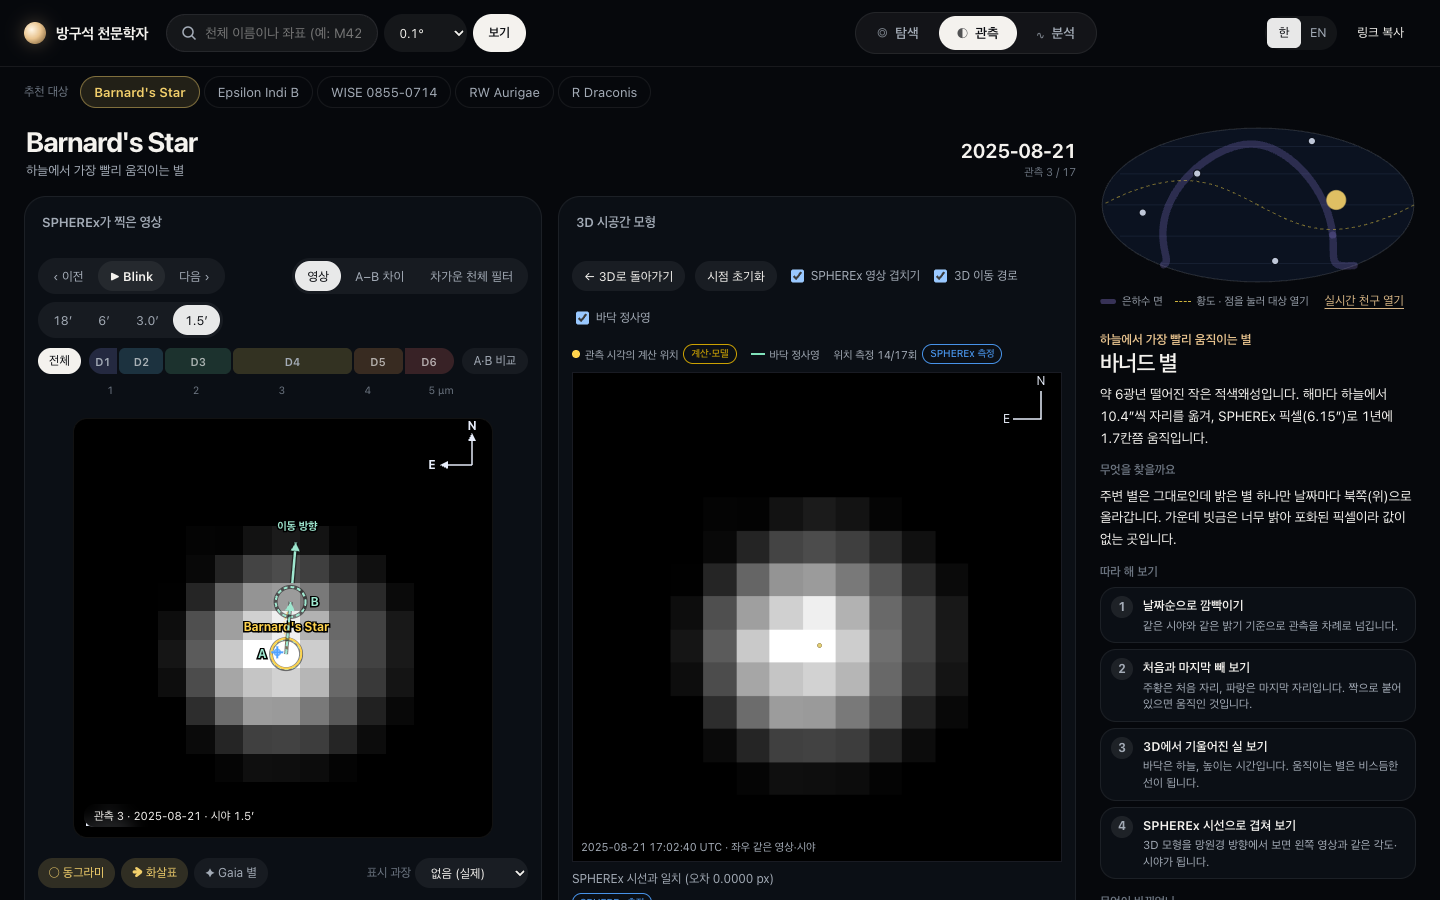 방구석 천문학자
천체 이름이나 좌표 (예: M42
0.1°
보기
탐색
관측
분석
한
EN
링크 복사
추천 대상
Barnard's Star
Epsilon Indi B
WISE 0855-0714
RW Aurigae
R Draconis
Barnard's Star
하늘에서 가장 빨리 움직이는 별
2025-08-21
관측 3 / 17
SPHEREx가 찍은 영상
‹ 이전
▶ Blink
다음 ›
영상
A−B 차이
차가운 천체 필터
18′
6′
3.0′
1.5′
전체
D1
D2
D3
D4
D5
D6
A·B 비교
1
2
3
4
5 μm
N
E
이동 방향
B
Barnard's Star
A
관측 3 · 2025-08-21 · 시야 1.5′
동그라미
화살표
Gaia 별
표시 과장
없음 (실제)
3D 시공간 모형
← 3D로 돌아가기
시점 초기화
SPHEREx 영상 겹치기
3D 이동 경로
바닥 정사영
관측 시각의 계산 위치
계산·모델
바닥 정사영
위치 측정 14/17회
SPHEREx 측정
N
E
2025-08-21 17:02:40 UTC · 좌우 같은 영상·시야
SPHEREx 시선과 일치 (오차 0.0000 px)
은하수 면
황도 · 점을 눌러 대상 열기
실시간 천구 열기
하늘에서 가장 빨리 움직이는 별
바너드 별
약 6광년 떨어진 작은 적색왜성입니다. 해마다 하늘에서
10.4″씩 자리를 옮겨, SPHEREx 픽셀(6.15″)로 1년에
1.7칸쯤 움직입니다.
무엇을 찾을까요
주변 별은 그대로인데 밝은 별 하나만 날짜마다 북쪽(위)으로
올라갑니다. 가운데 빗금은 너무 밝아 포화된 픽셀이라 값이
없는 곳입니다.
따라 해 보기
1
날짜순으로 깜빡이기
같은 시야와 같은 밝기 기준으로 관측을 차례로 넘깁니다.
2
처음과 마지막 빼 보기
주황은 처음 자리, 파랑은 마지막 자리입니다. 짝으로 붙어
있으면 움직인 것입니다.
3
3D에서 기울어진 실 보기
바닥은 하늘, 높이는 시간입니다. 움직이는 별은 비스듬한
선이 됩니다.
4
SPHEREx 시선으로 겹쳐 보기
3D 모형을 망원경 방향에서 보면 왼쪽 영상과 같은 각도·
시야가 됩니다.